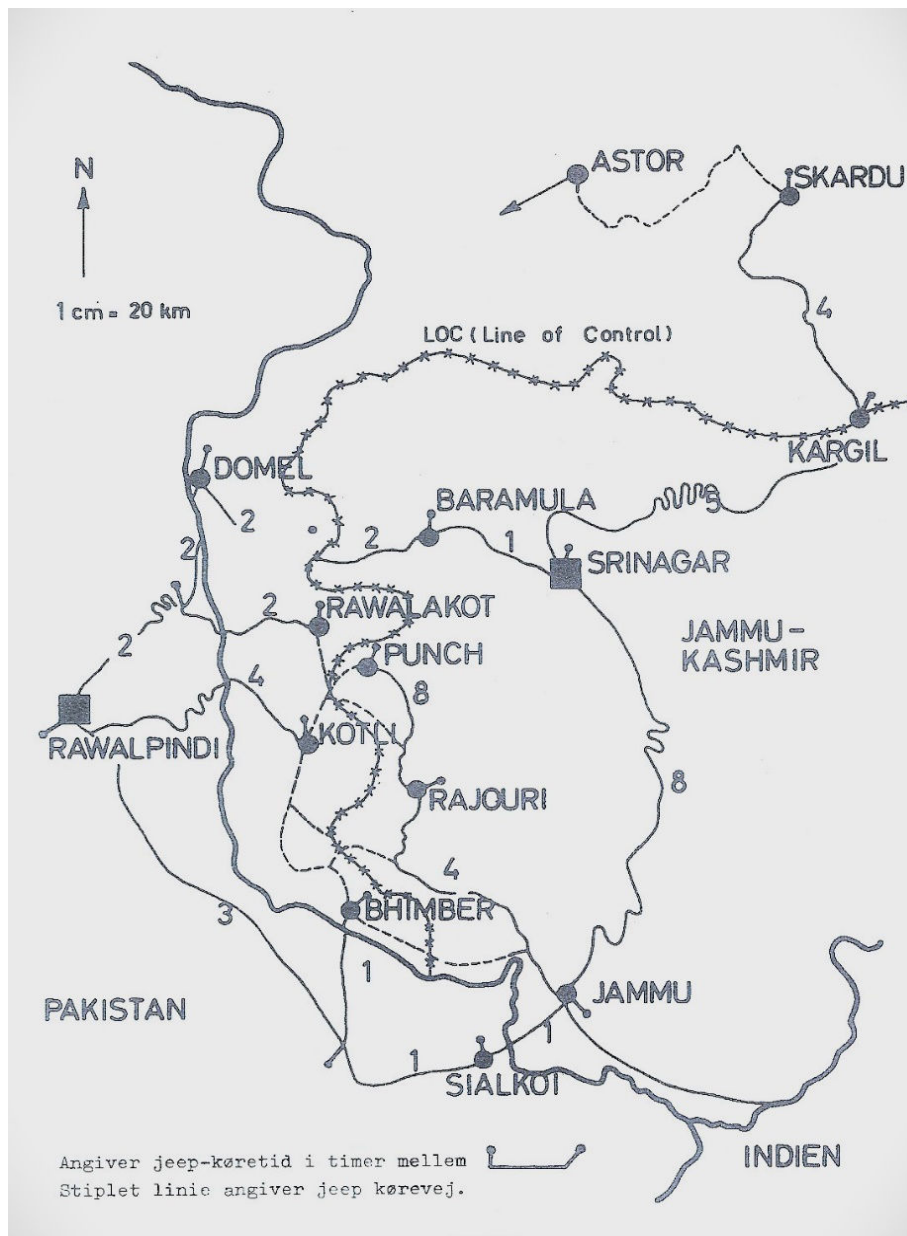 N
1 cm = 20 km
ASTOR
SKARDU
4
LOC (Line of Control)
KARGIL
DOMEL
2
BARAMULA
2
1
SRINAGAR
2
2
RAWALAKOT
JAMMU-
KASHMIR
2
PUNCH
4
8
KOTLI
RAWALPINDI
8
RAJOURI
4
3
BHIMBER
1
PAKISTAN
JAMMU
1
1
SIALKOT
INDIEN
Angiver jeep-køretid i timer mellem
Stiplet linie angiver jeep kørevej.